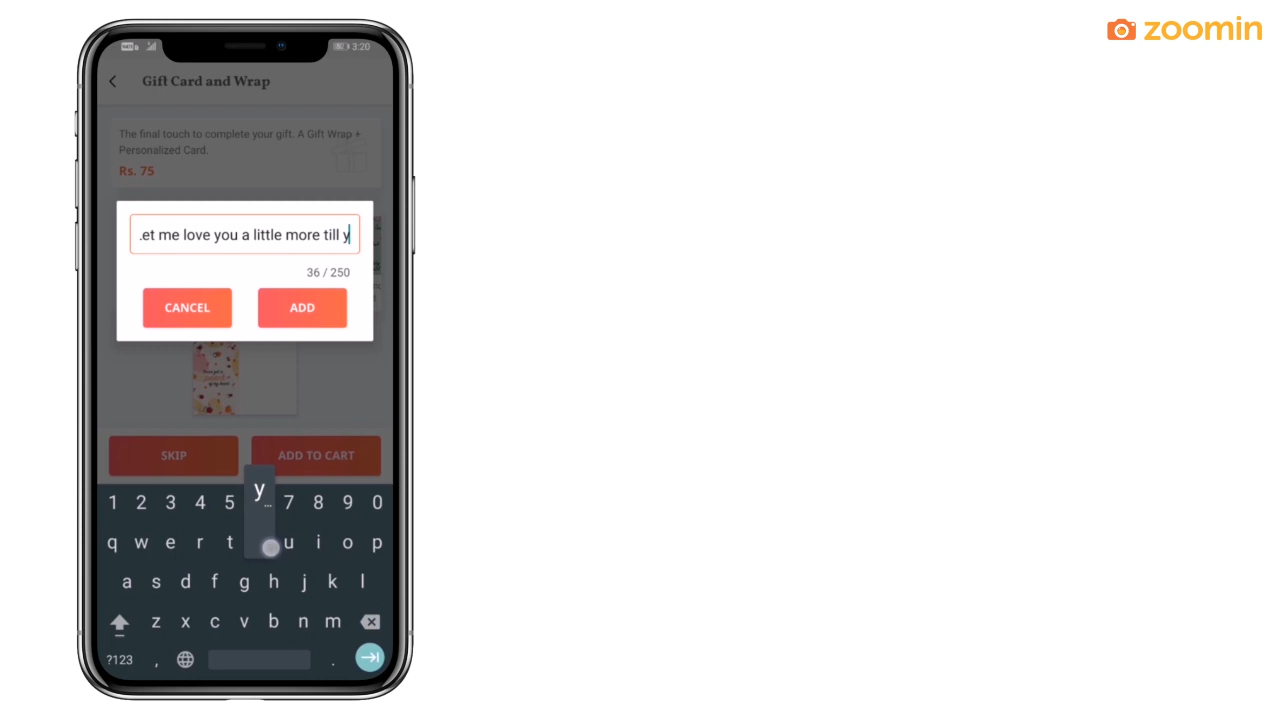 zoomin
3:20
Gift Card and Wrap
The final touch to complete your gift. A Gift Wrap +
Personalized Card.
Rs. 75
.et me love you a little more till y
36 / 250
CANCEL ADD
SKIP ADD TO CART
y
...
1 2 3 4 5 7 8 9 0
q w e r t u i o p
a s d f g h j k l
z x c v b n m
?123 , .